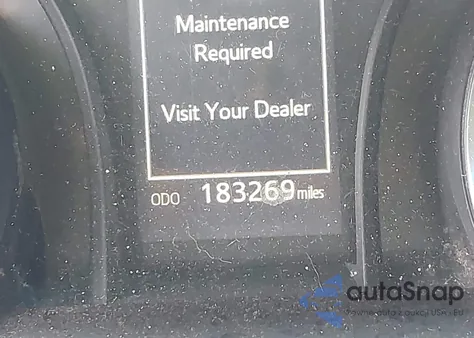 Maintenance
Required
Visit Your Dealer
ODO 183269 miles
autoSnap